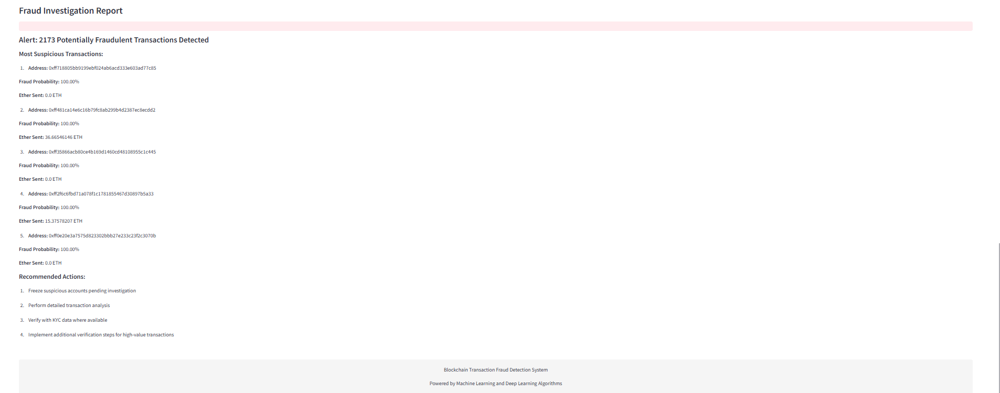 Fraud Investigation Report
Alert: 2173 Potentially Fraudulent Transactions Detected
Most Suspicious Transactions:
1. Address: 0xff718805bb9199ebf024ab6acd333e603ad77c85
Fraud Probability: 100.00%
Ether Sent: 0.0 ETH
2. Address: 0xff481ca14e6c16b79fc8ab299b4d2387ec8ecdd2
Fraud Probability: 100.00%
Ether Sent: 36.66546146 ETH
3. Address: 0xff35866acb80ce4b169d1460cd48108955c1c445
Fraud Probability: 100.00%
Ether Sent: 0.0 ETH
4. Address: 0xff2f6c6fbd71a078f1c1781855467d30897b5a33
Fraud Probability: 100.00%
Ether Sent: 15.37578207 ETH
5. Address: 0xff0e20e3a7575d823302bbb27e233c23f2c3070b
Fraud Probability: 100.00%
Ether Sent: 0.0 ETH
Recommended Actions:
1. Freeze suspicious accounts pending investigation
2. Perform detailed transaction analysis
3. Verify with KYC data where available
4. Implement additional verification steps for high-value transactions
Blockchain Transaction Fraud Detection System
Powered by Machine Learning and Deep Learning Algorithms